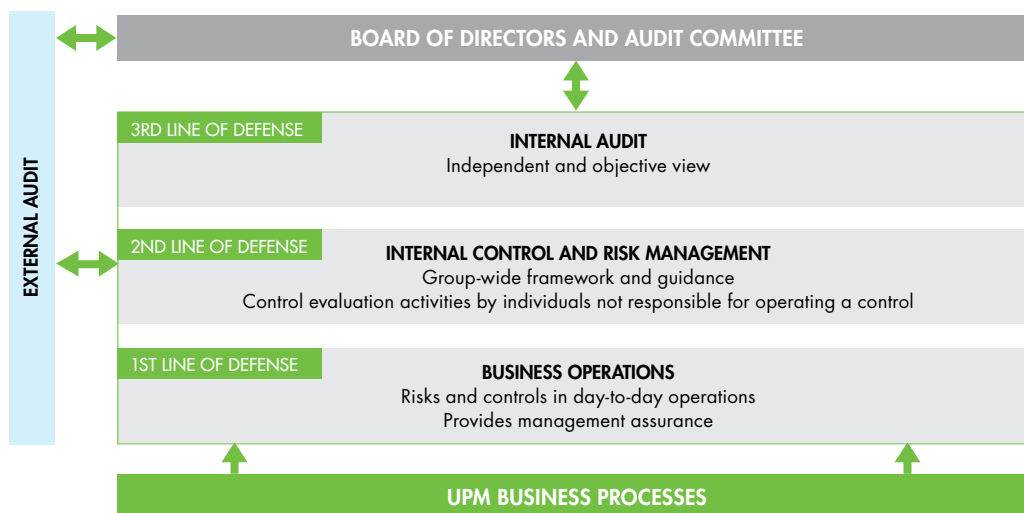 EXTERNAL AUDIT
BOARD OF DIRECTORS AND AUDIT COMMITTEE
3RD LINE OF DEFENSE
INTERNAL AUDIT
Independent and objective view
2ND LINE OF DEFENSE
INTERNAL CONTROL AND RISK MANAGEMENT
Group-wide framework and guidance
Control evaluation activities by individuals not responsible for operating a control
1ST LINE OF DEFENSE
BUSINESS OPERATIONS
Risks and controls in day-to-day operations
Provides management assurance
UPM BUSINESS PROCESSES